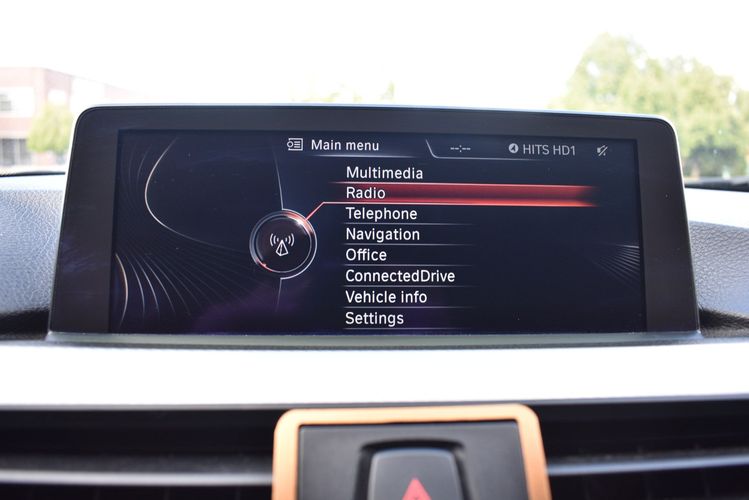 Main menu --:-- HITS HD1
Multimedia
Radio
Telephone
Navigation
Office
ConnectedDrive
Vehicle info
Settings